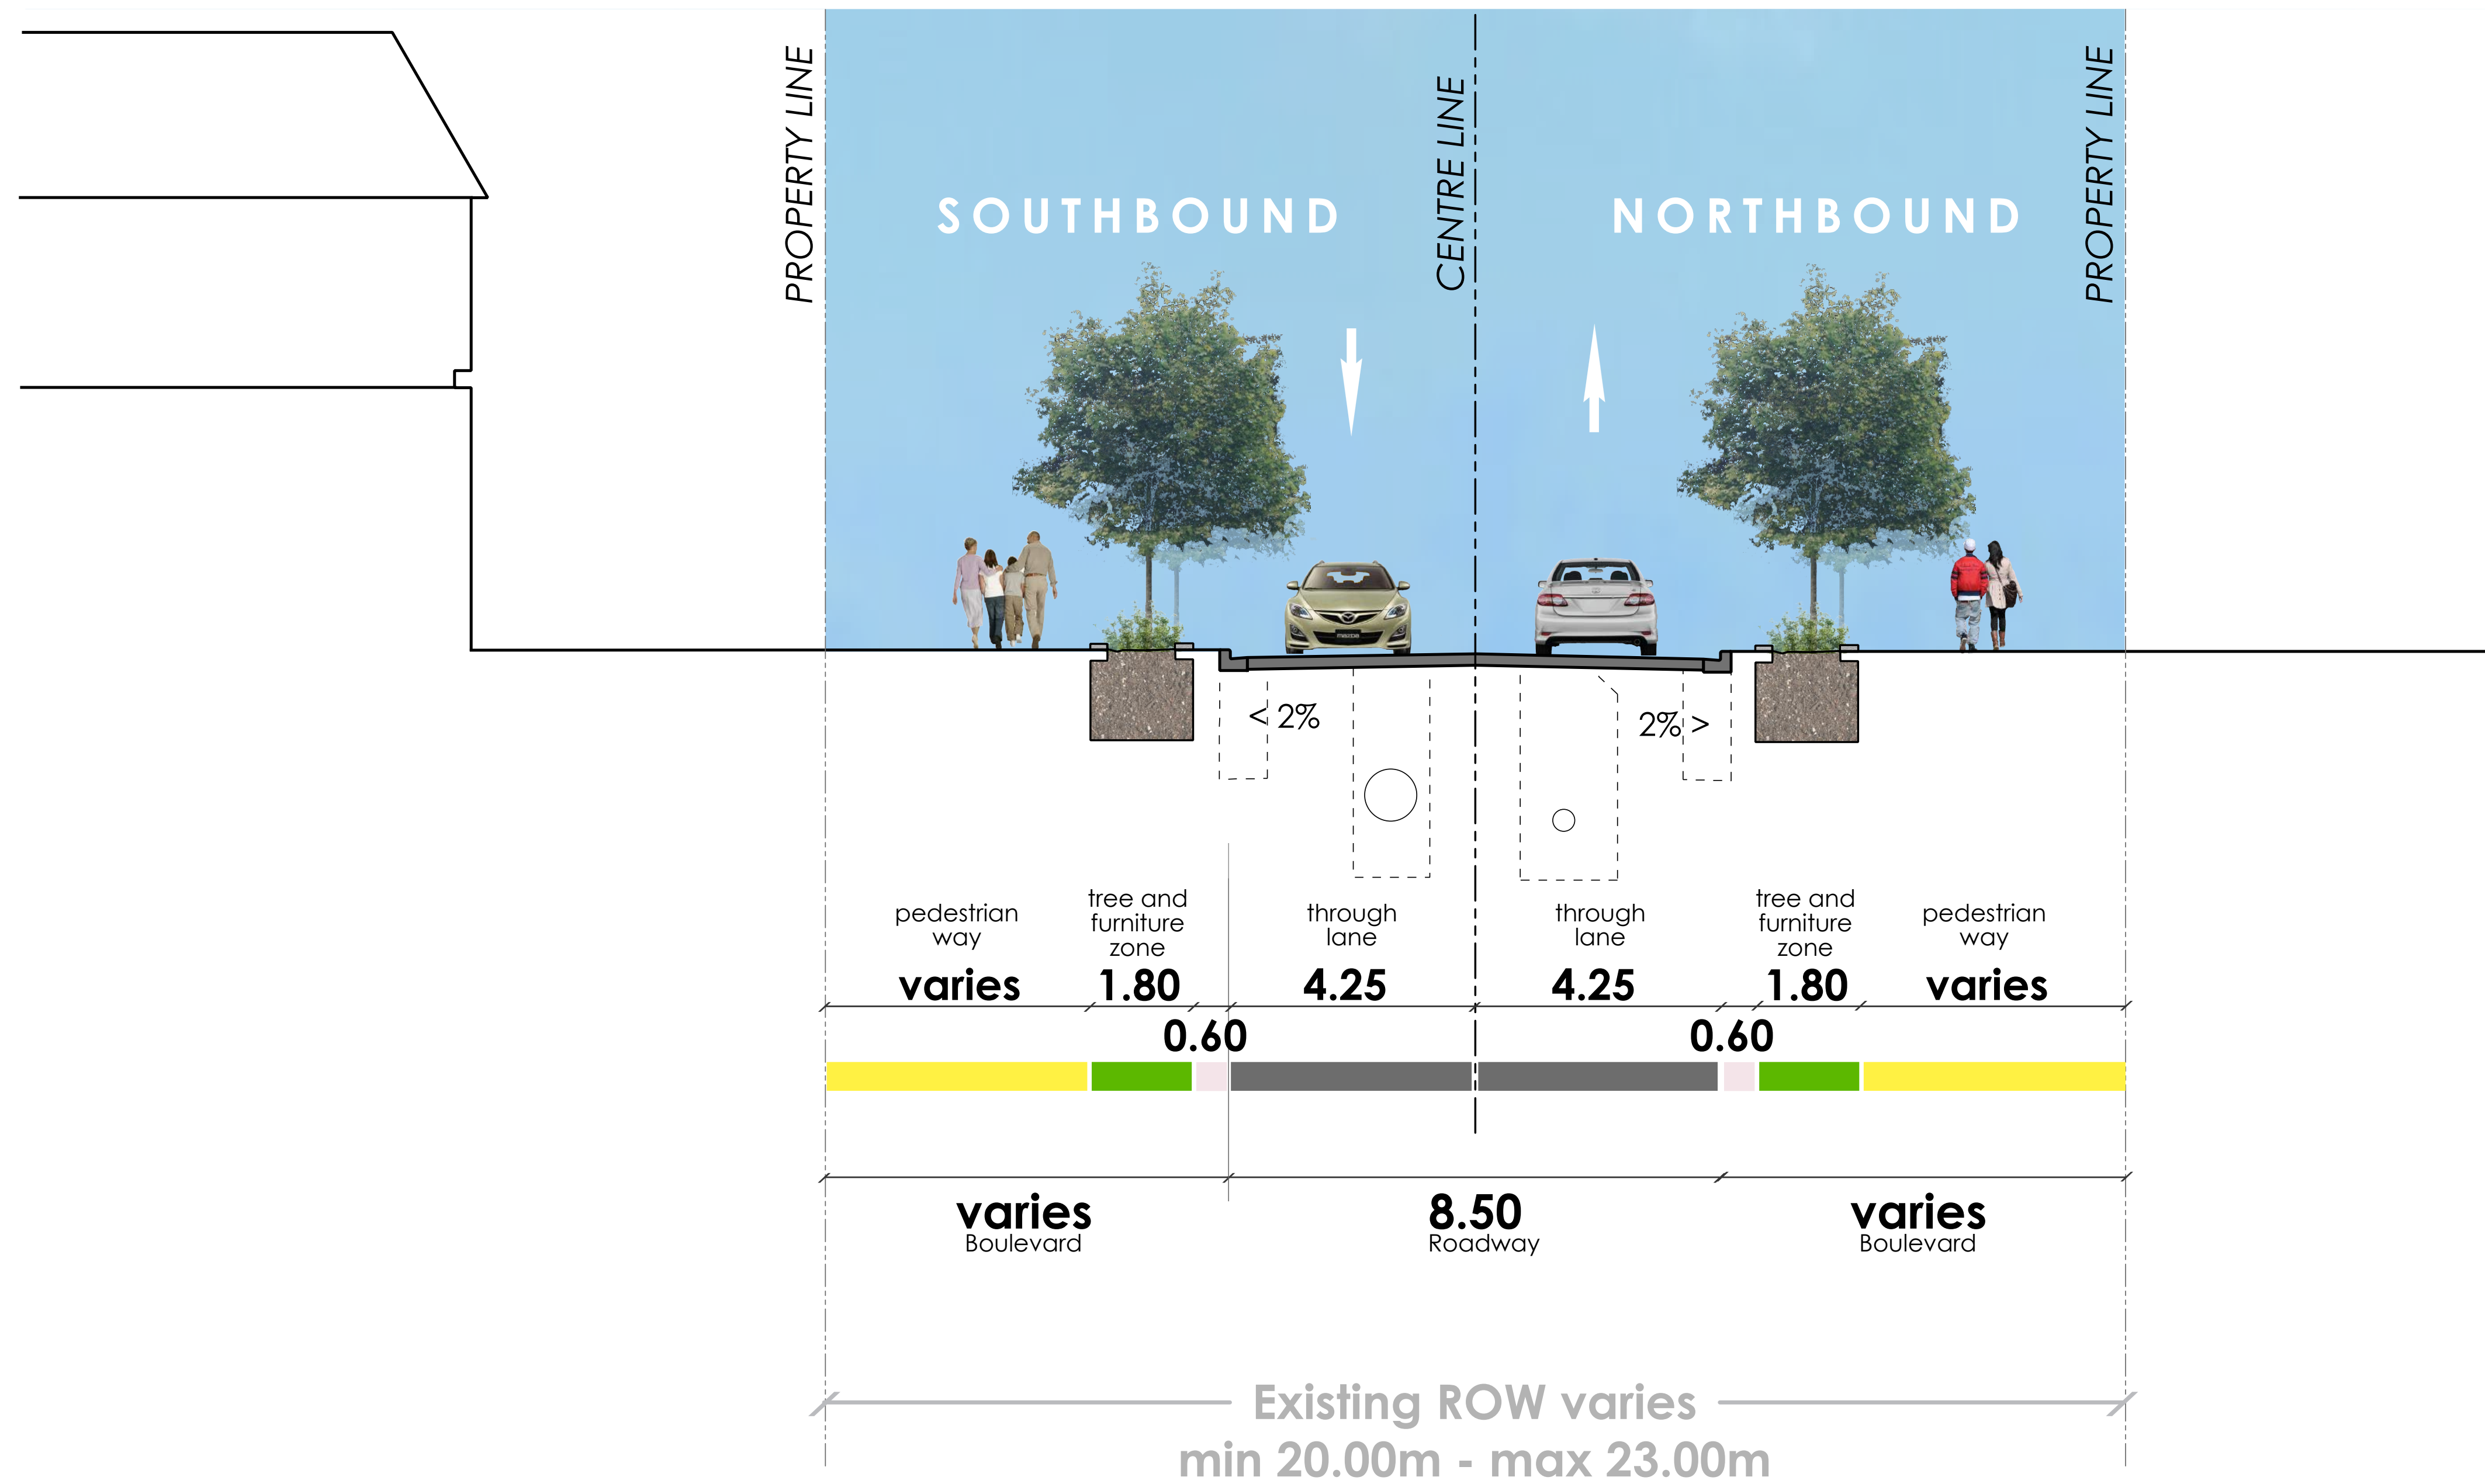 PROPERTY LINE
CENTRE LINE
PROPERTY LINE
SOUTHBOUND
NORTHBOUND
mazda
< 2%
2% >
pedestrian
way
tree and
furniture
zone
through
lane
through
lane
tree and
furniture
zone
pedestrian
way
varies
1.80
4.25
4.25
1.80
varies
0.60
0.60
varies
Boulevard
8.50
Roadway
varies
Boulevard
Existing ROW varies
min 20.00m - max 23.00m